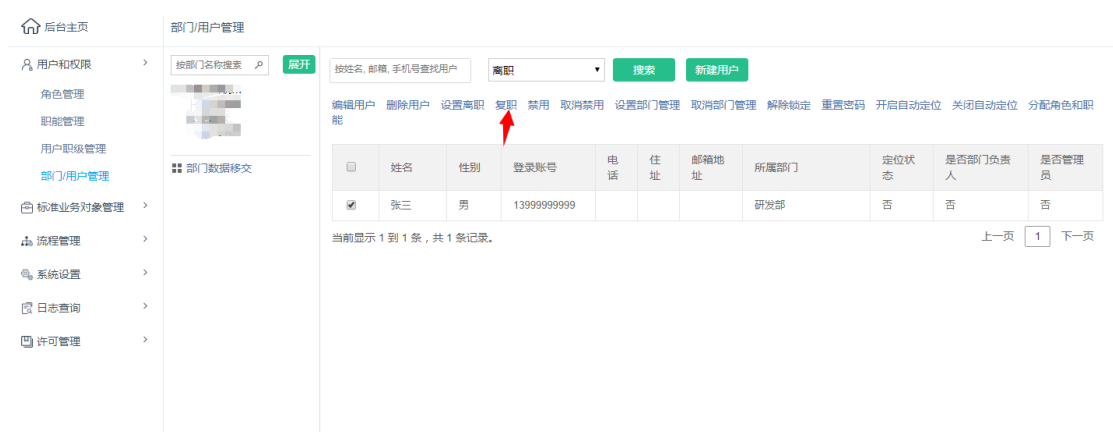 后台主页
部门/用户管理
用户和权限
角色管理
职能管理
用户职级管理
部门/用户管理
标准业务对象管理
流程管理
系统设置
日志查询
许可管理
按部门名称搜索
展开
部门数据移交
按姓名, 邮箱, 手机号查找用户
离职
搜索
新建用户
编辑用户 删除用户 设置离职 复职 禁用 取消禁用 设置部门管理 取消部门管理 解除锁定 重置密码 开启自动定位 关闭自动定位 分配角色和职
能
姓名 性别 登录账号 电话 住址 邮箱地址 所属部门 定位状态 是否部门负责人 是否管理员
张三 男 13999999999 研发部 否 否 否
当前显示 1 到 1 条，共 1 条记录。
上一页 1 下一页